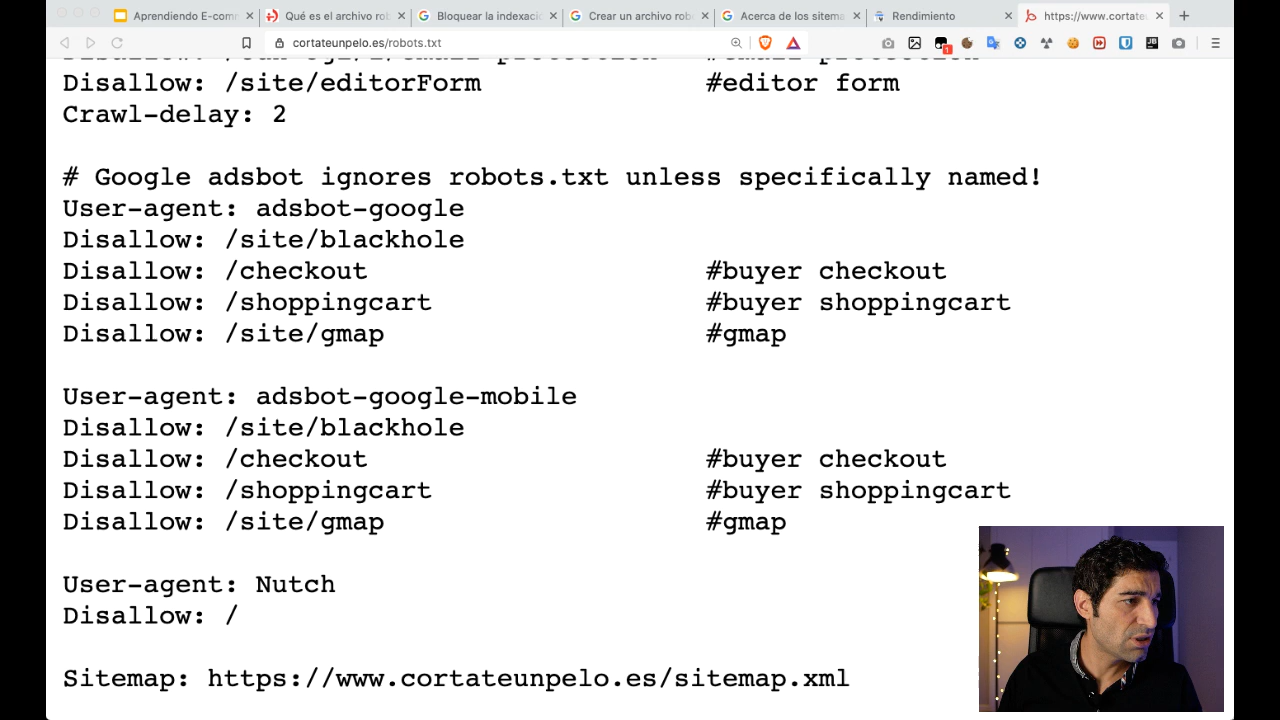 Aprendiendo E-comm
Qué es el archivo rob
Bloquear la indexació
Crear un archivo robo
Acerca de los sitema
Rendimiento
https://www.cortateu
cortateunpelo.es/robots.txt
1
Disallow: /site/editorForm #editor form
Crawl-delay: 2
# Google adsbot ignores robots.txt unless specifically named!
User-agent: adsbot-google
Disallow: /site/blackhole
Disallow: /checkout #buyer checkout
Disallow: /shoppingcart #buyer shoppingcart
Disallow: /site/gmap #gmap
User-agent: adsbot-google-mobile
Disallow: /site/blackhole
Disallow: /checkout #buyer checkout
Disallow: /shoppingcart #buyer shoppingcart
Disallow: /site/gmap #gmap
User-agent: Nutch
Disallow: /
Sitemap: https://www.cortateunpelo.es/sitemap.xml